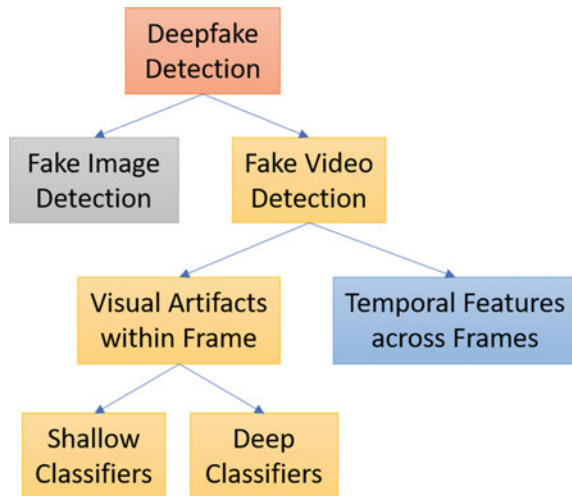 Deepfake
Detection
Fake Image
Detection
Fake Video
Detection
Visual Artifacts
within Frame
Temporal Features
across Frames
Shallow
Classifiers
Deep
Classifiers